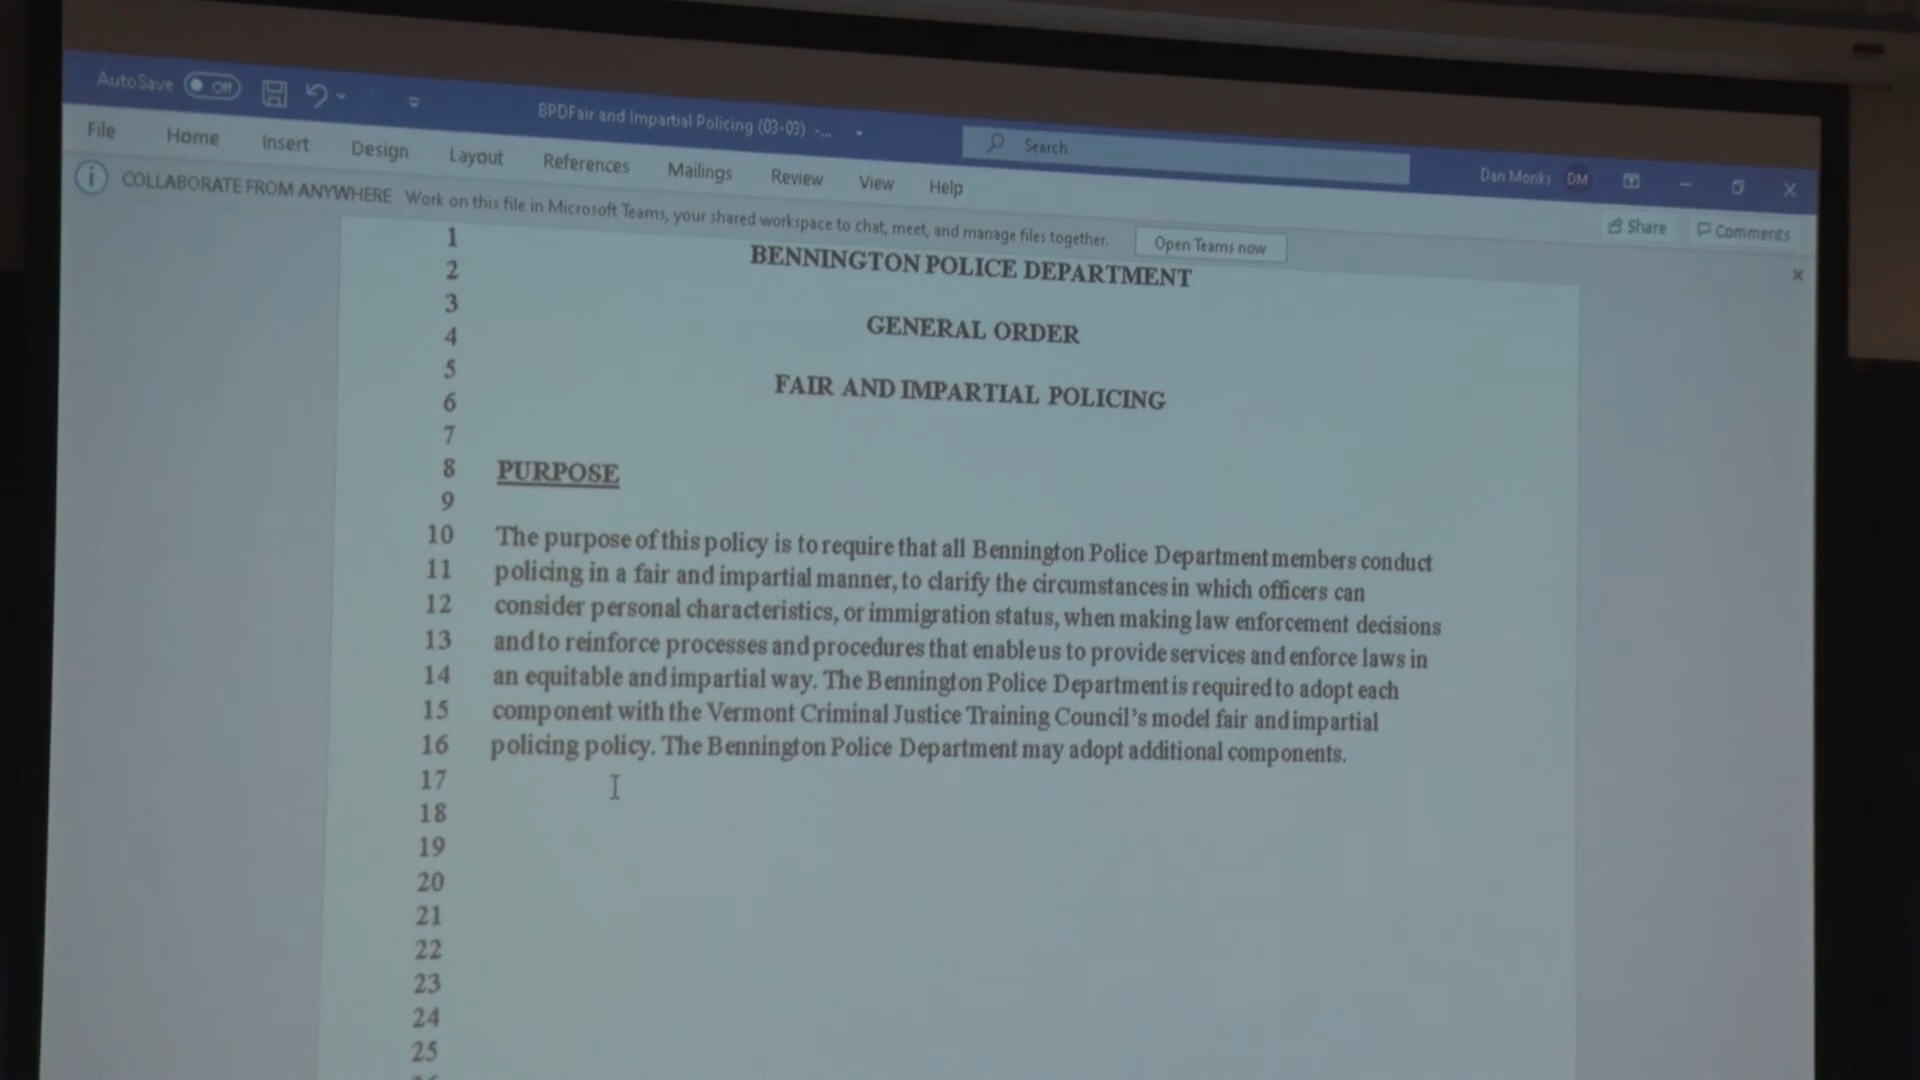 AutoSave Off
BPDFair and Impartial Policing (03-03) -...
Search
Dan Monks DM
File Home Insert Design Layout References Mailings Review View Help
Share Comments
COLLABORATE FROM ANYWHERE Work on this file in Microsoft Teams, your shared workspace to chat, meet, and manage files together. Open Teams now
1
2 BENNINGTON POLICE DEPARTMENT
3
4 GENERAL ORDER
5
6 FAIR AND IMPARTIAL POLICING
7
8 PURPOSE
9
10 The purpose of this policy is to require that all Bennington Police Department members conduct
11 policing in a fair and impartial manner, to clarify the circumstances in which officers can
12 consider personal characteristics, or immigration status, when making law enforcement decisions
13 and to reinforce processes and procedures that enable us to provide services and enforce laws in
14 an equitable and impartial way. The Bennington Police Department is required to adopt each
15 component with the Vermont Criminal Justice Training Council's model fair and impartial
16 policing policy. The Bennington Police Department may adopt additional components.
17
18
19
20
21
22
23
24
25